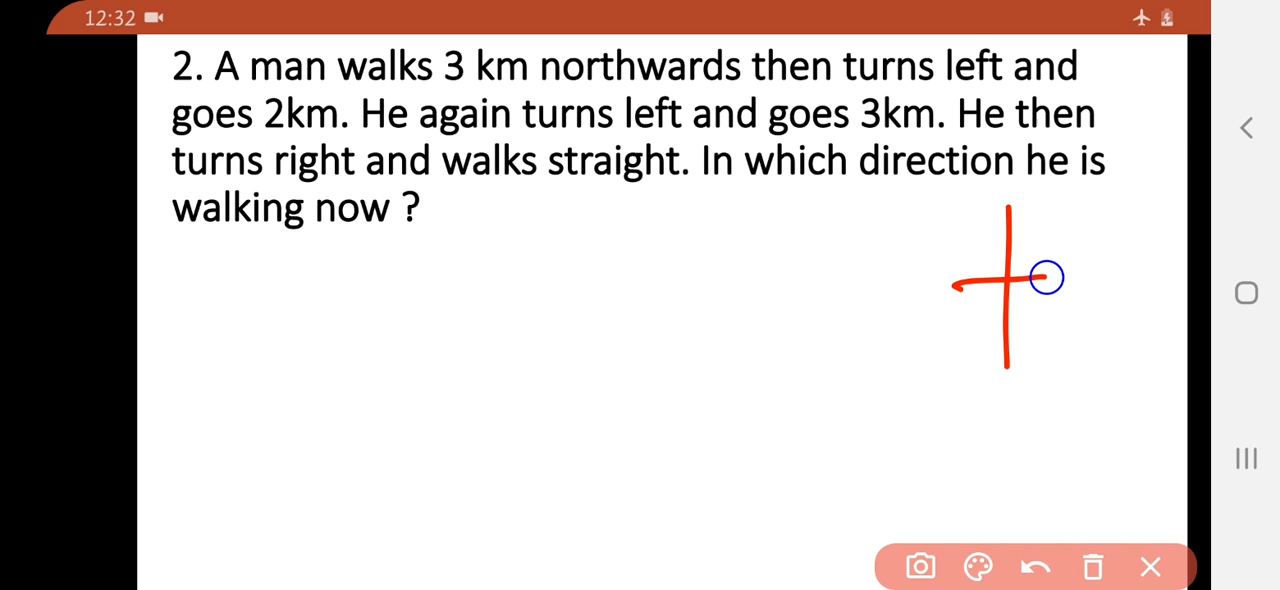 12:32
2. A man walks 3 km northwards then turns left and
goes 2km. He again turns left and goes 3km. He then
turns right and walks straight. In which direction he is
walking now ?